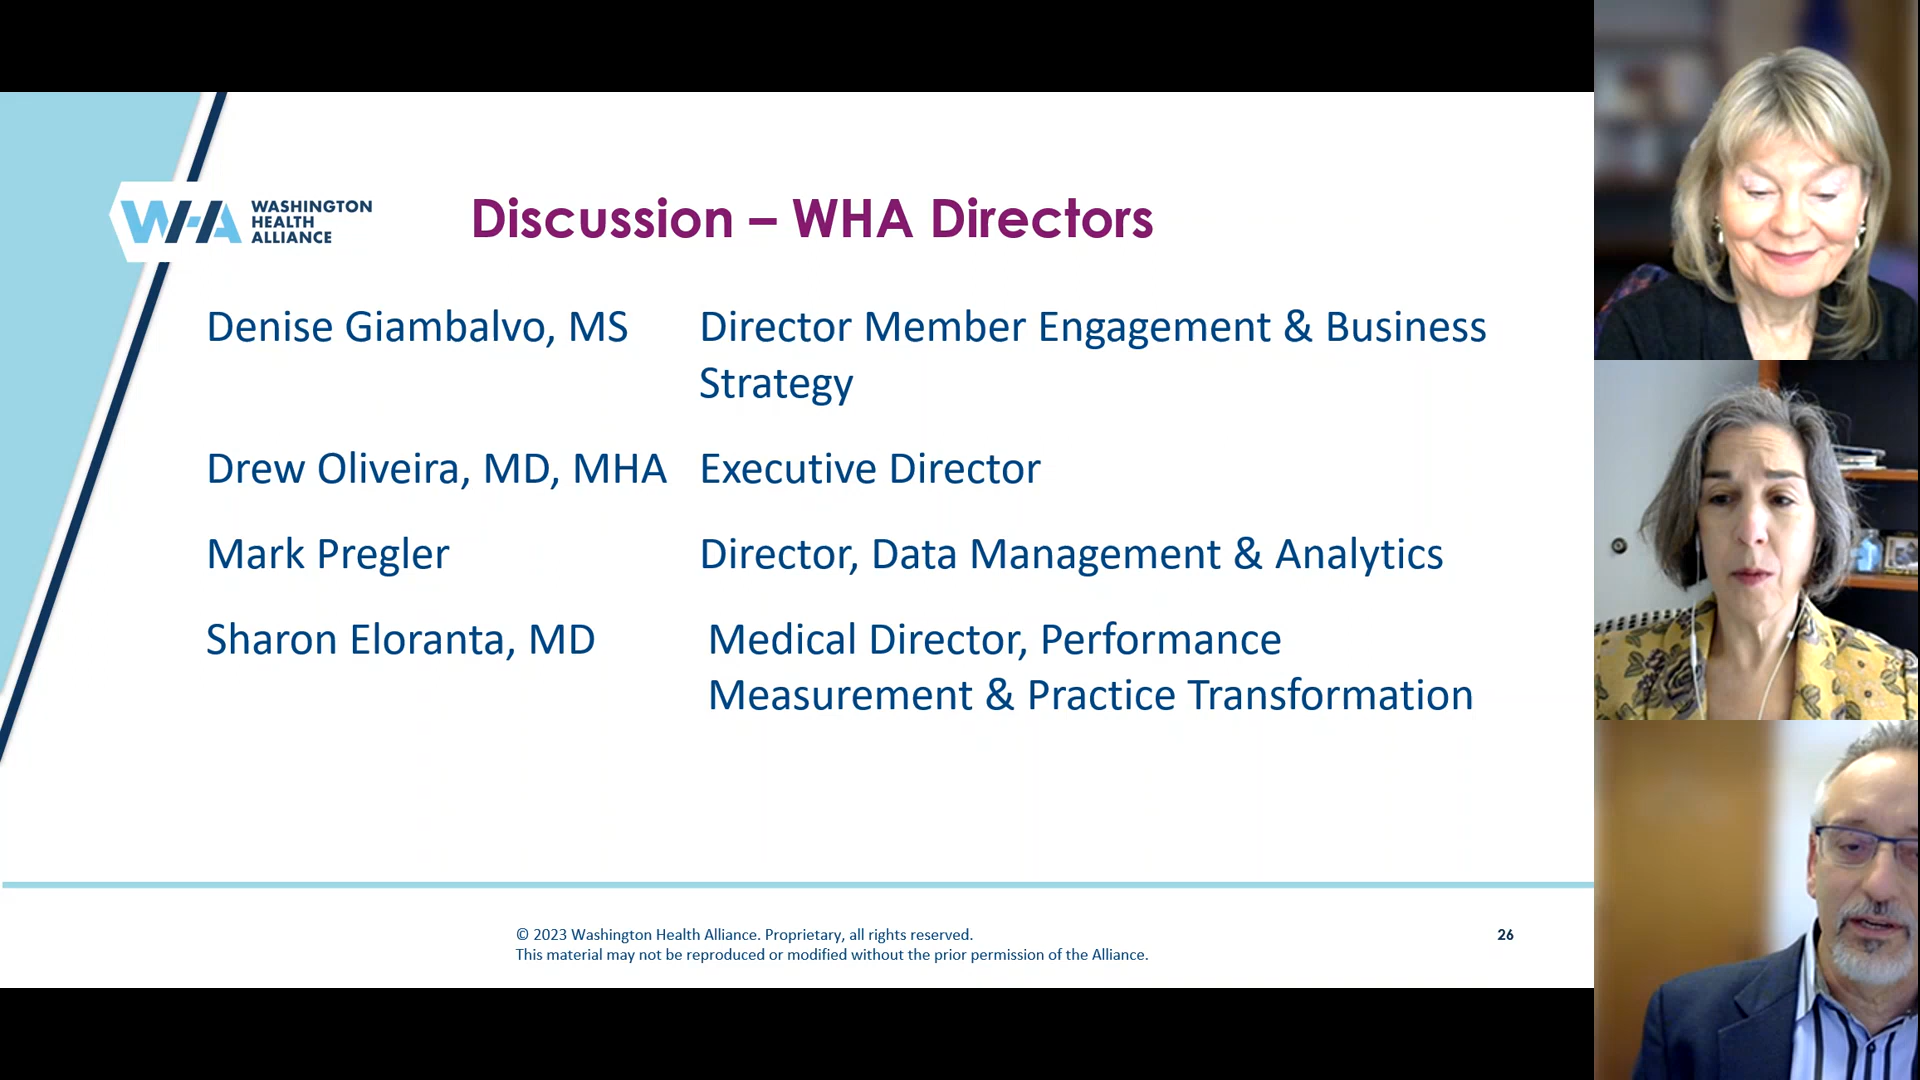 WHA WASHINGTON
HEALTH
ALLIANCE
Discussion – WHA Directors
Denise Giambalvo, MS Director Member Engagement & Business
Strategy
Drew Oliveira, MD, MHA Executive Director
Mark Pregler Director, Data Management & Analytics
Sharon Eloranta, MD Medical Director, Performance
Measurement & Practice Transformation
© 2023 Washington Health Alliance. Proprietary, all rights reserved.
This material may not be reproduced or modified without the prior permission of the Alliance.
26